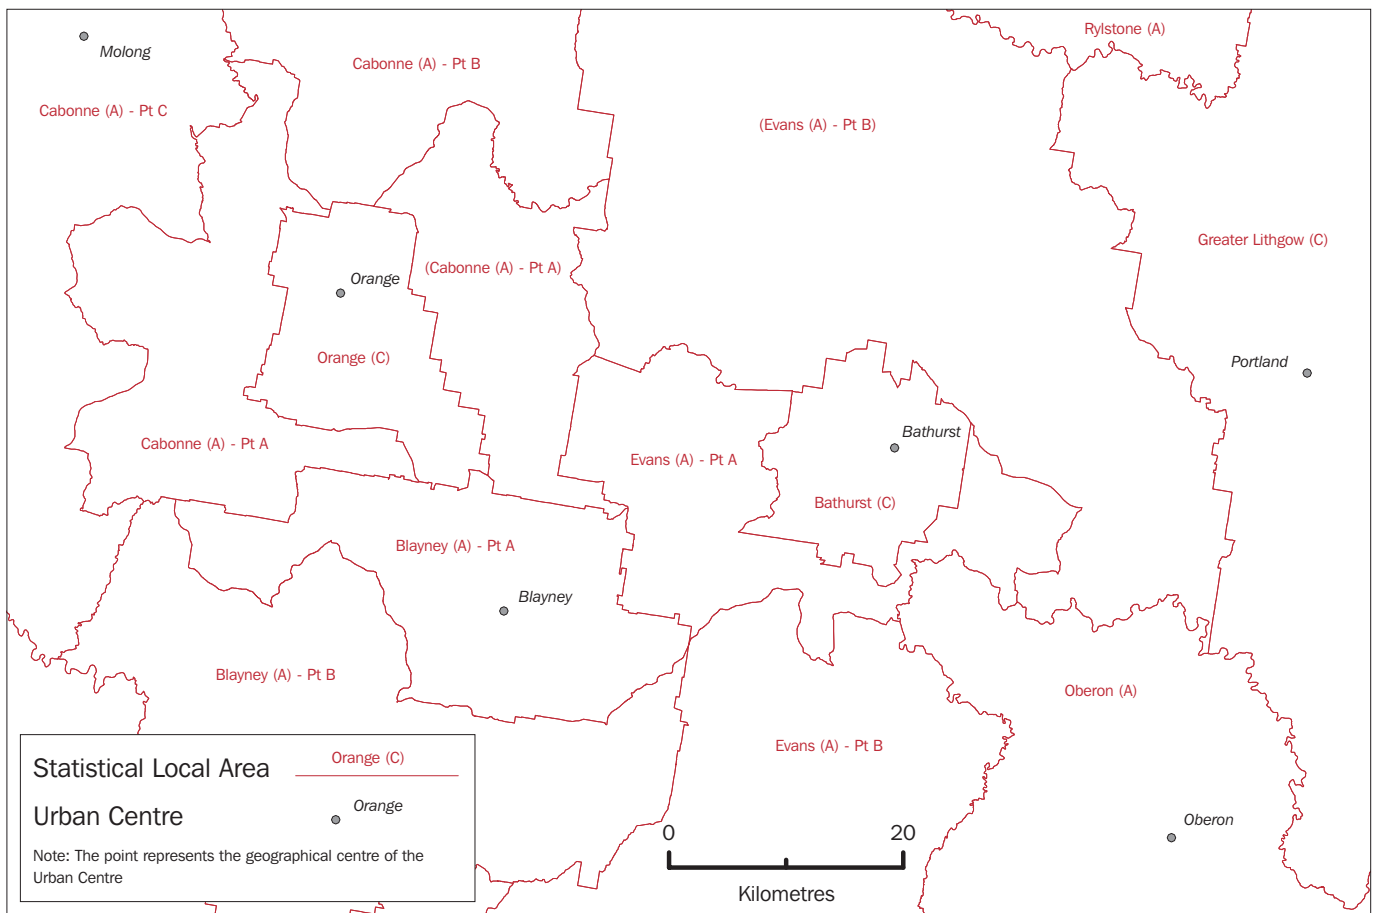 Rylstone (A)
Molong
Cabonne (A) - Pt B
Cabonne (A) - Pt C
(Evans (A) - Pt B)
Greater Lithgow (C)
(Cabonne (A) - Pt A)
Orange
Orange (C)
Portland
Bathurst
Cabonne (A) - Pt A
Evans (A) - Pt A
Bathurst (C)
Blayney (A) - Pt A
Blayney
Blayney (A) - Pt B
Oberon (A)
Evans (A) - Pt B
Oberon
Statistical Local Area
Orange (C)
Urban Centre
Orange
Note: The point represents the geographical centre of the
Urban Centre
0 20
Kilometres